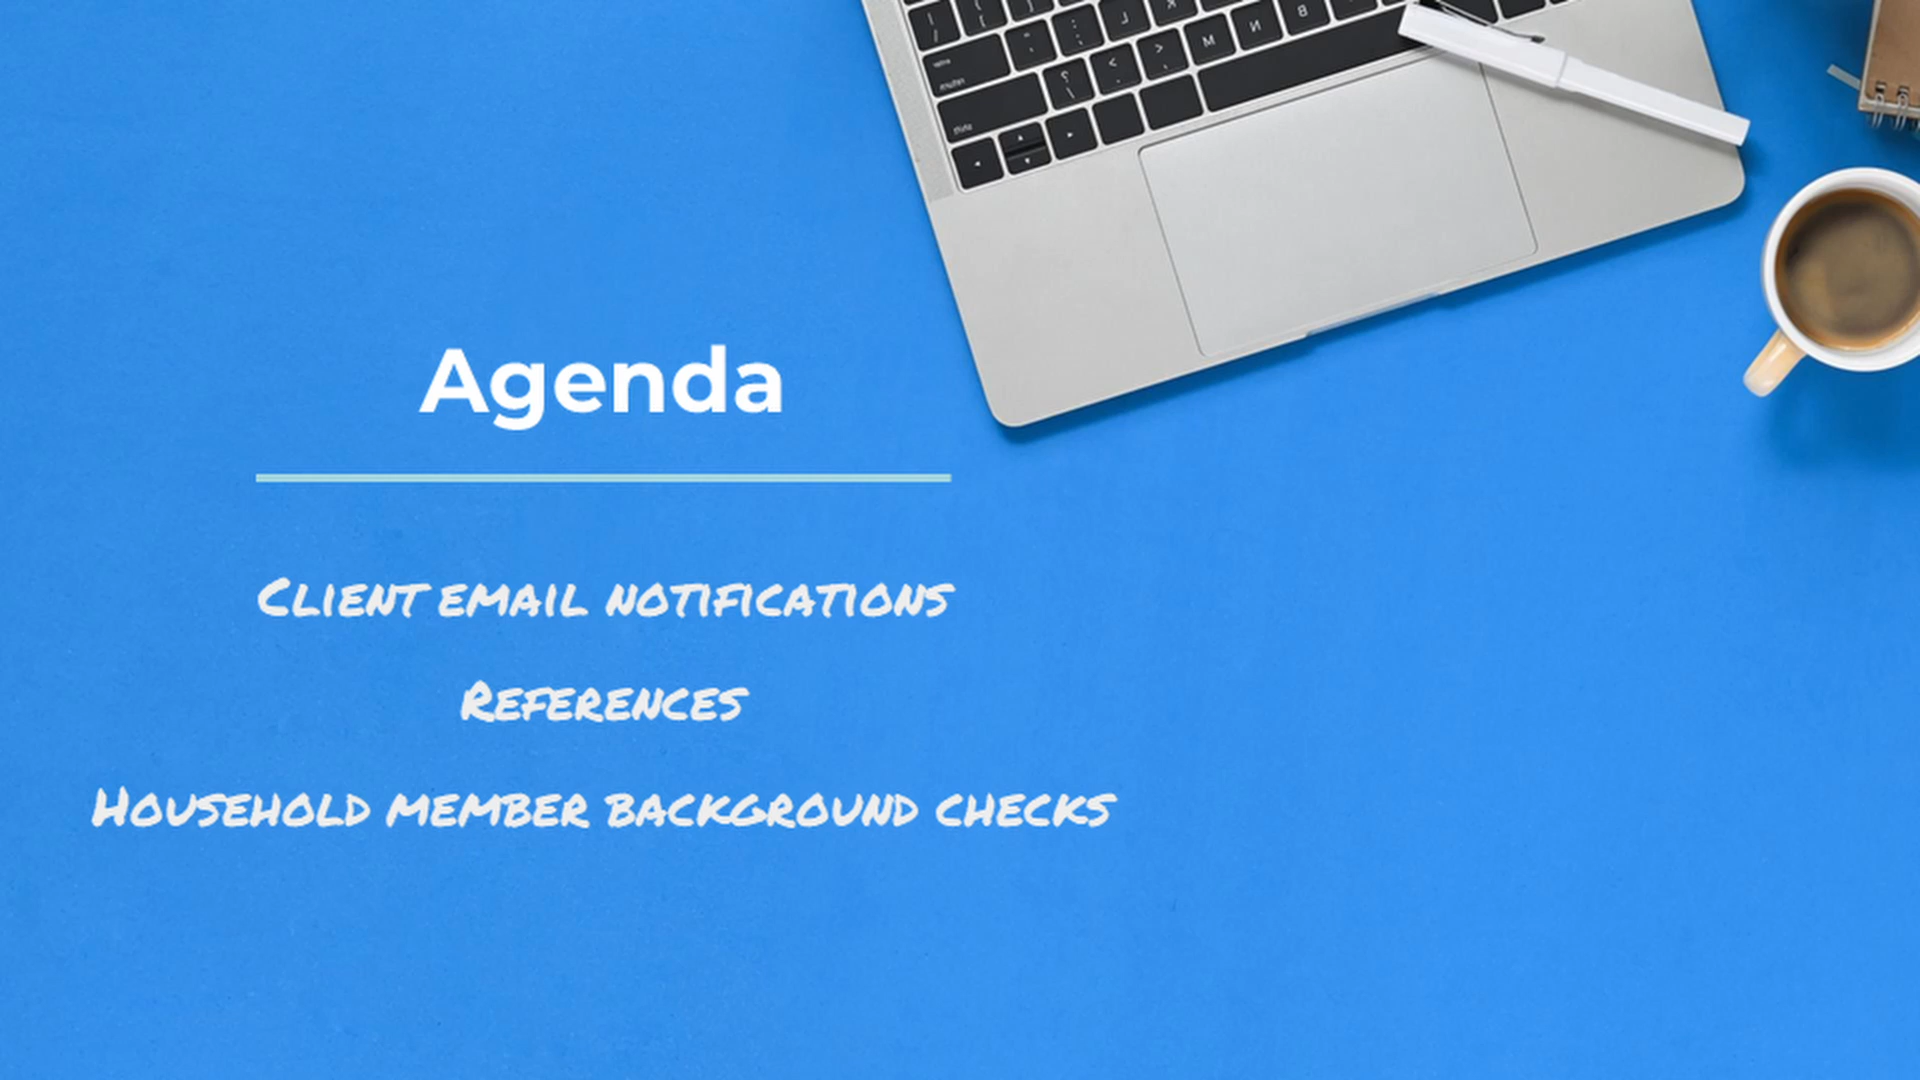 Agenda
Client email notifications
References
Household member background checks